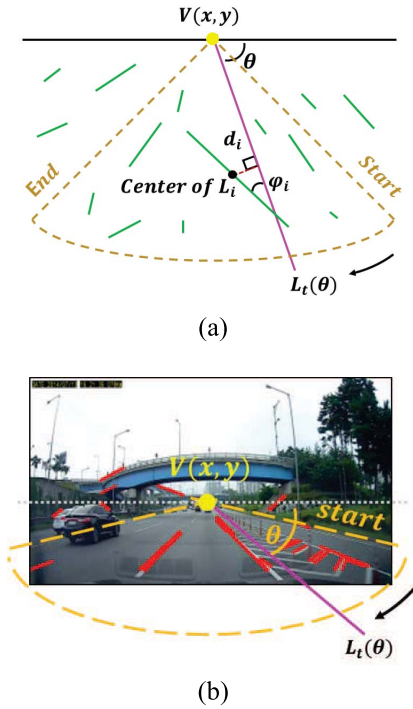 V(x, y)
θ
d_i
Center of L_i
φ_i
End
Start
L_t(θ)
(a)
V(x, y)
start
θ
L_t(θ)
(b)